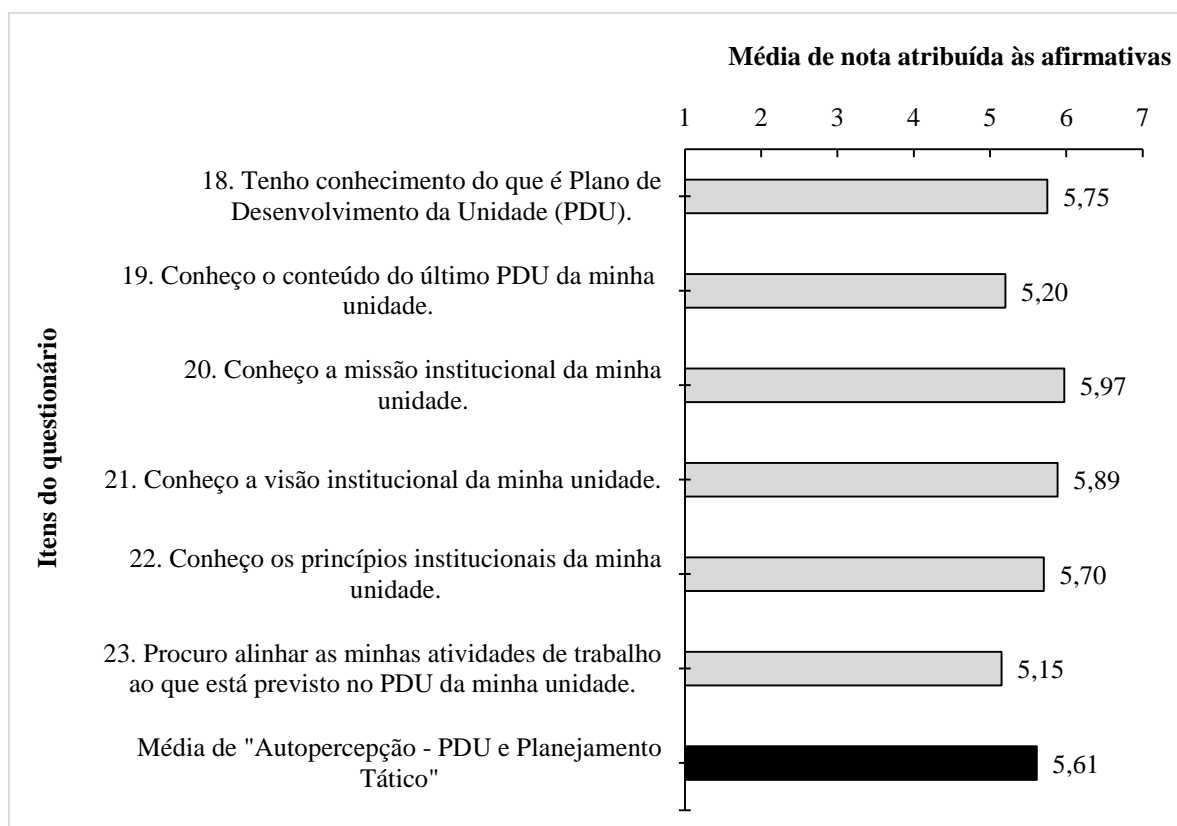 Média de nota atribuída às afirmativas
1 2 3 4 5 6 7
Itens do questionário
18. Tenho conhecimento do que é Plano de
Desenvolvimento da Unidade (PDU).
5,75
19. Conheço o conteúdo do último PDU da minha
unidade.
5,20
20. Conheço a missão institucional da minha
unidade.
5,97
21. Conheço a visão institucional da minha unidade.
5,89
22. Conheço os princípios institucionais da minha
unidade.
5,70
23. Procuro alinhar as minhas atividades de trabalho
ao que está previsto no PDU da minha unidade.
5,15
Média de "Autopercepção - PDU e Planejamento
Tático"
5,61